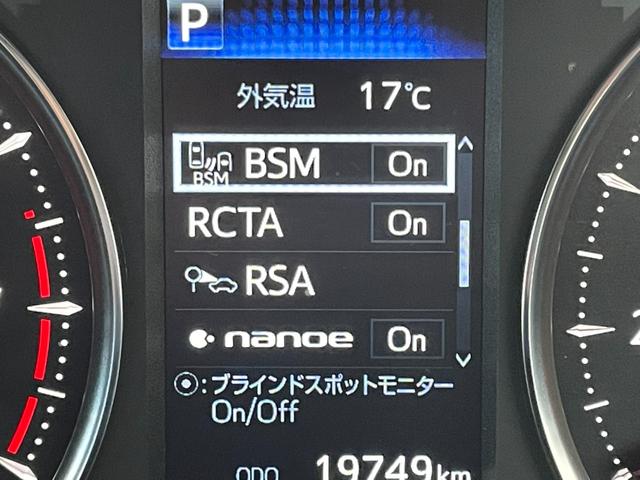 P
外気温 17℃
BSM BSM On
RCTA On
RSA
nanoe On
⦿:ブラインドスポットモニター
On/Off
ODO 19749km
2